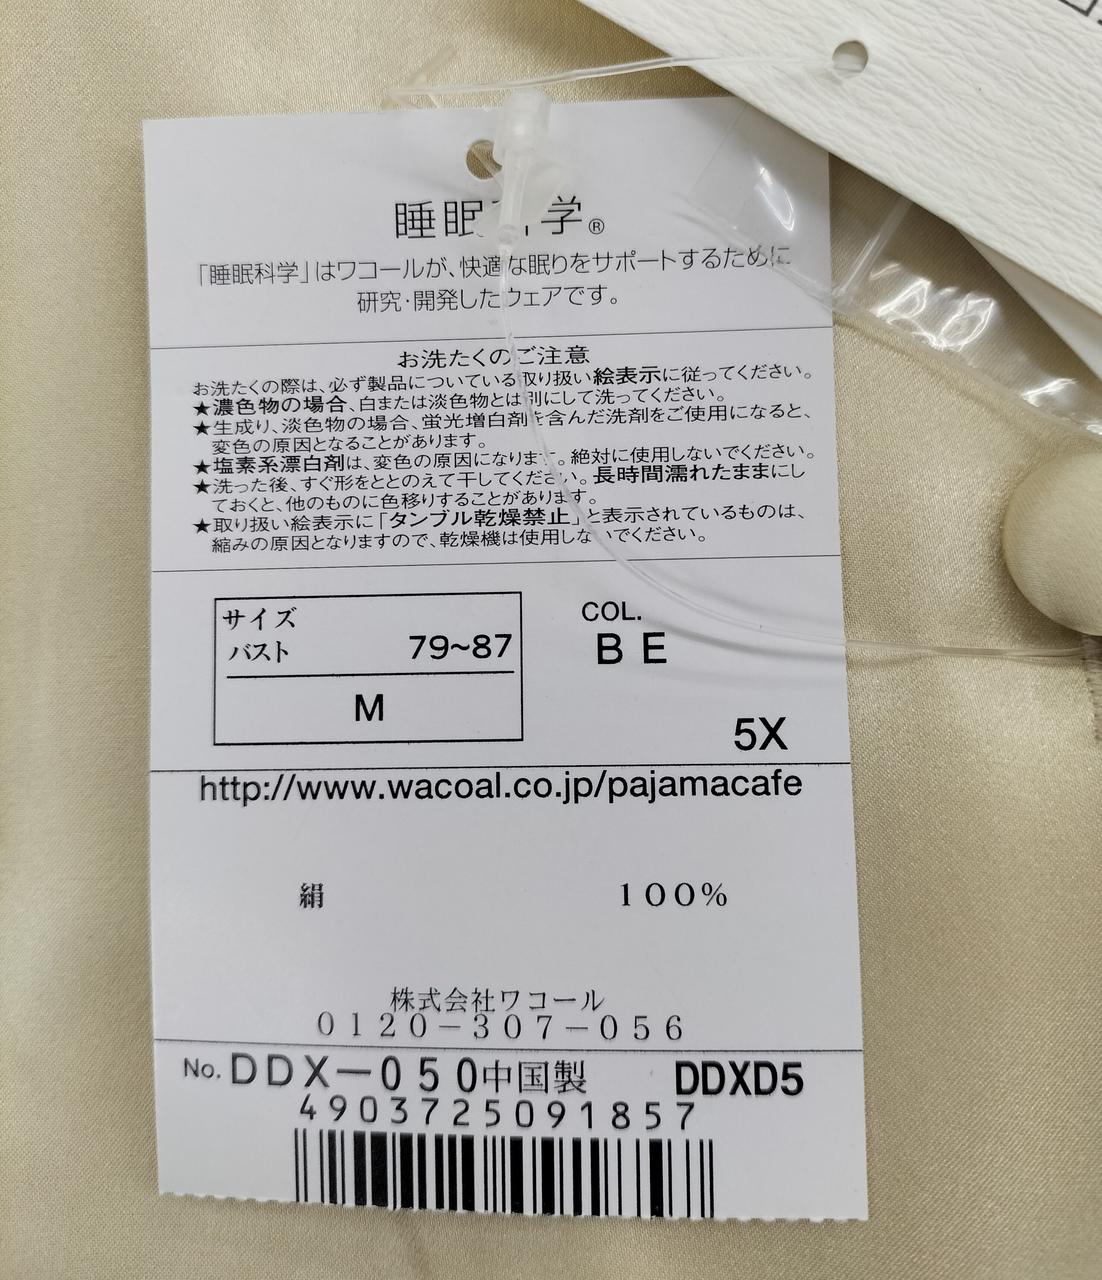 睡眠科学®
「睡眠科学」はワコールが、快適な眠りをサポートするために
研究・開発したウェアです。
お洗たくのご注意
お洗たくの際は、必ず製品についている取り扱い絵表示に従ってください。
★濃色物の場合、白または淡色物とは別にして洗ってください。
★生成り、淡色物の場合、蛍光増白剤を含んだ洗剤をご使用になると、
変色の原因となることがあります。
★塩素系漂白剤は、変色の原因になります。絶対に使用しないでください。
★洗った後、すぐ形をととのえて干してください。長時間濡れたままにし
ておくと、他のものに色移りすることがあります。
★取り扱い絵表示に「タンブル乾燥禁止」と表示されているものは、
縮みの原因となりますので、乾燥機は使用しないでください。
サイズ
バスト 79~87
M
COL.
BE
5X
http://www.wacoal.co.jp/pajamacafe
絹 100%
株式会社ワコール
0120-307-056
No. DDX-050中国製 DDXD5
4903725091857